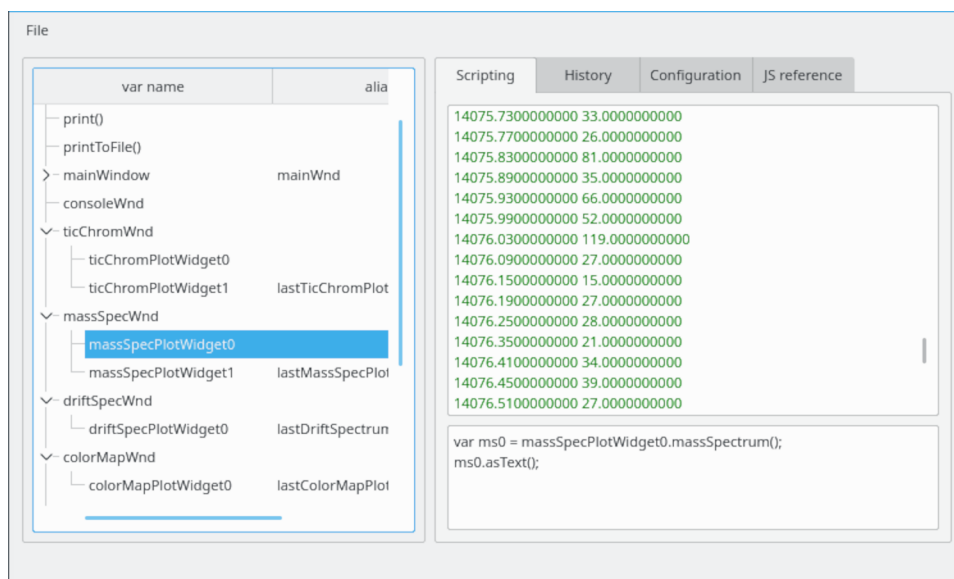 File
var name alia
print()
printToFile()
mainWindow mainWnd
consoleWnd
ticChromWnd
ticChromPlotWidget0
ticChromPlotWidget1 lastTicChromPlot
massSpecWnd
massSpecPlotWidget0
massSpecPlotWidget1 lastMassSpecPlot
driftSpecWnd
driftSpecPlotWidget0 lastDriftSpectrum
colorMapWnd
colorMapPlotWidget0 lastColorMapPlot
Scripting History Configuration JS reference
14075.7300000000 33.0000000000
14075.7700000000 26.0000000000
14075.8300000000 81.0000000000
14075.8900000000 35.0000000000
14075.9300000000 66.0000000000
14075.9900000000 52.0000000000
14076.0300000000 119.0000000000
14076.0900000000 27.0000000000
14076.1500000000 15.0000000000
14076.1900000000 27.0000000000
14076.2500000000 28.0000000000
14076.3500000000 21.0000000000
14076.4100000000 34.0000000000
14076.4500000000 39.0000000000
14076.5100000000 27.0000000000
var ms0 = massSpecPlotWidget0.massSpectrum();
ms0.asText();